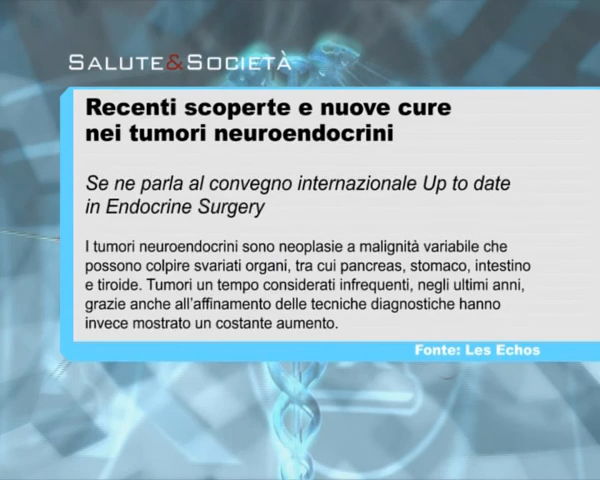 SALUTE&SOCIETÀ
Recenti scoperte e nuove cure
nei tumori neuroendocrini
Se ne parla al convegno internazionale Up to date
in Endocrine Surgery
I tumori neuroendocrini sono neoplasie a malignità variabile che
possono colpire svariati organi, tra cui pancreas, stomaco, intestino
e tiroide. Tumori un tempo considerati infrequenti, negli ultimi anni,
grazie anche all'affinamento delle tecniche diagnostiche hanno
invece mostrato un costante aumento.
Fonte: Les Echos